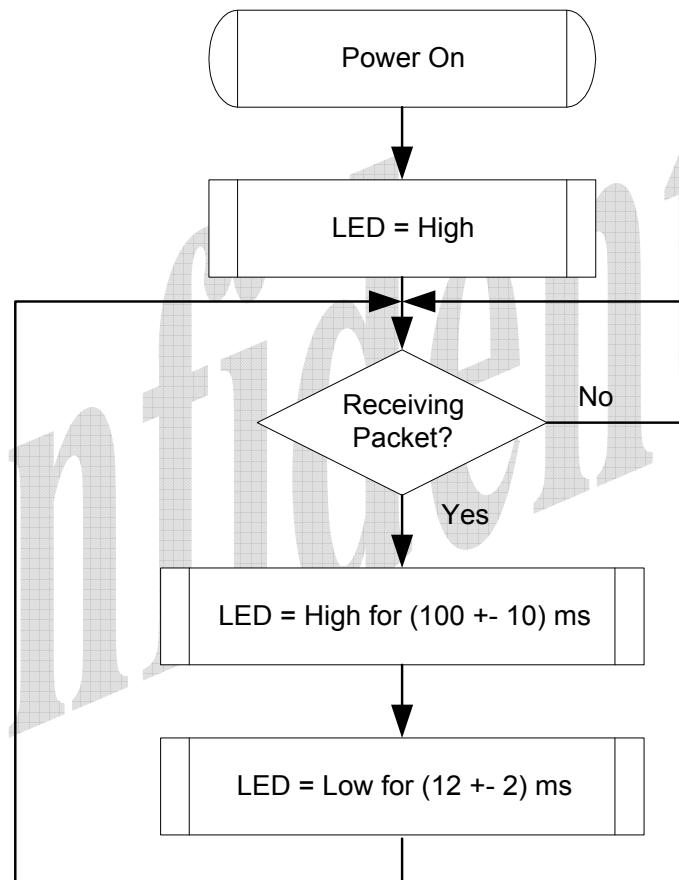 Power On
LED = High
Receiving
Packet?
No
Yes
LED = High for (100 +- 10) ms
LED = Low for (12 +- 2) ms